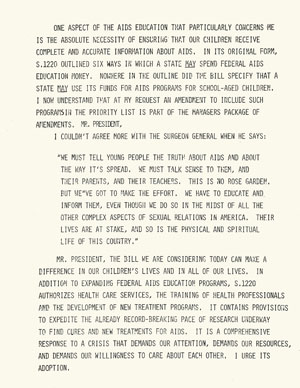 ONE ASPECT OF THE AIDS EDUCATION THAT PARTICULARLY CONCERNS ME
IS THE ABSOLUTE NECESSITY OF ENSURING THAT OUR CHILDREN RECEIVE
COMPLETE AND ACCURATE INFORMATION ABOUT AIDS. IN ITS ORIGINAL FORM,
S.1220 OUTLINED SIX WAYS IN WHICH A STATE MAY SPEND FEDERAL AIDS
EDUCATION MONEY. NOWHERE IN THE OUTLINE DID THE BILL SPECIFY THAT A
STATE MAY USE ITS FUNDS FOR AIDS PROGRAMS FOR SCHOOL-AGED CHILDREN.
I NOW UNDERSTAND THAT AT MY REQUEST AN AMENDMENT TO INCLUDE SUCH
PROGRAMSIN THE PRIORITY LIST IS PART OF THE MANAGERS PACKAGE OF
AMENDMENTS. MR. PRESIDENT,
I COULDN'T AGREE MORE WITH THE SURGEON GENERAL WHEN HE SAYS:
"WE MUST TELL YOUNG PEOPLE THE TRUTH ABOUT AIDS AND ABOUT
THE WAY IT'S SPREAD. WE MUST TALK SENSE TO THEM, AND
THEIR PARENTS, AND THEIR TEACHERS. THIS IS NO ROSE GARDEN.
BUT WE'VE GOT TO MAKE THE EFFORT. WE HAVE TO EDUCATE AND
INFORM THEM, EVEN THOUGH WE DO SO IN THE MIDST OF ALL THE
OTHER COMPLEX ASPECTS OF SEXUAL RELATIONS IN AMERICA. THEIR
LIVES ARE AT STAKE, AND SO IS THE PHYSICAL AND SPIRITUAL
LIFE OF THIS COUNTRY."
MR. PRESIDENT, THE BILL WE ARE CONSIDERING TODAY CAN MAKE A
DIFFERENCE IN OUR CHILDREN'S LIVES AND IN ALL OF OUR LIVES. IN
ADDITION TO EXPANDING FEDERAL AIDS EDUCATION PROGRAMS, S.1220
AUTHORIZES HEALTH CARE SERVICES, THE TRAINING OF HEALTH PROFESSIONALS
AND THE DEVELOPMENT OF NEW TREATMENT PROGRAMS. IT CONTAINS PROVISIONS
TO EXPEDITE THE ALREADY RECORD-BREAKING PACE OF RESEARCH UNDERWAY
TO FIND CURES AND NEW TREATMENTS FOR AIDS. IT IS A COMPREHENSIVE
RESPONSE TO A CRISIS THAT DEMANDS OUR ATTENTION, DEMANDS OUR RESOURCES,
AND DEMANDS OUR WILLINGNESS TO CARE ABOUT EACH OTHER. I URGE ITS
ADOPTION.